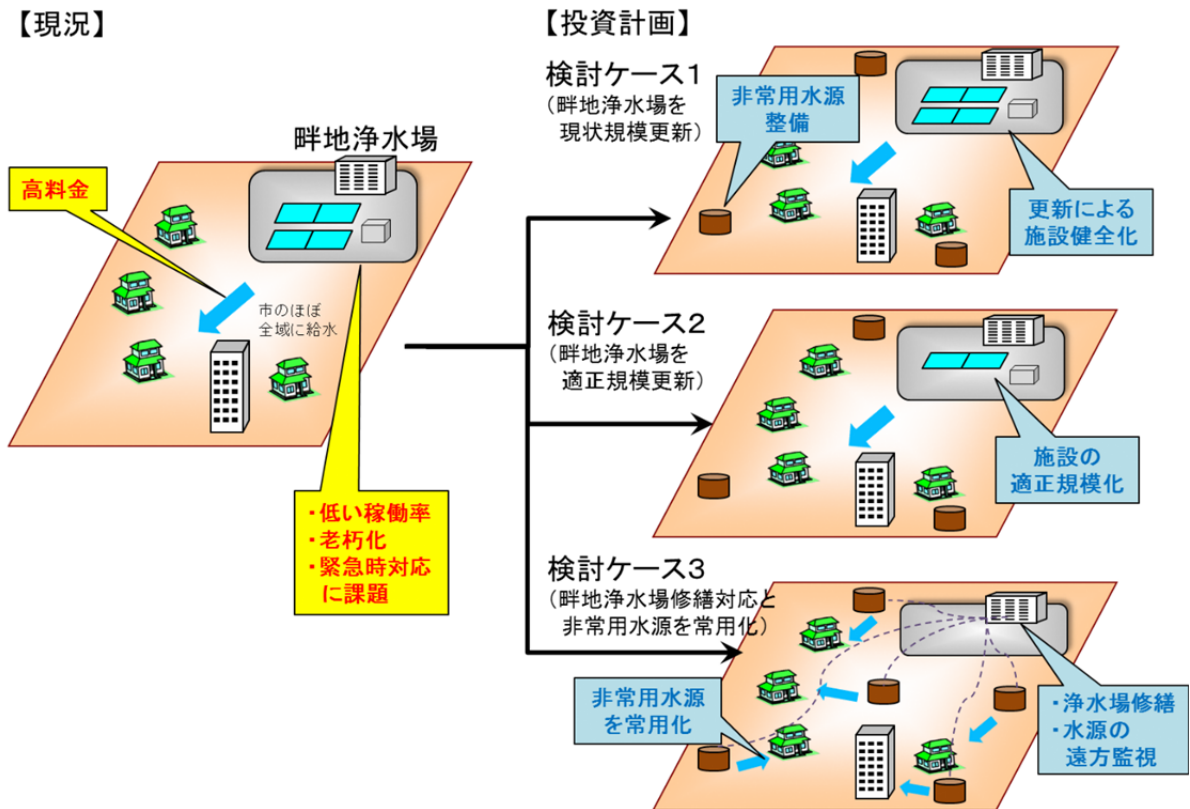 【現況】
畔地浄水場
高料金
市のほぼ
全域に給水
・低い稼働率
・老朽化
・緊急時対応
に課題
【投資計画】
検討ケース1
(畔地浄水場を
現状規模更新)
非常用水源
整備
更新による
施設健全化
検討ケース2
(畔地浄水場を
適正規模更新)
施設の
適正規模化
検討ケース3
(畔地浄水場修繕対応と
非常用水源を常用化)
非常用水源
を常用化
・浄水場修繕
・水源の
遠方監視